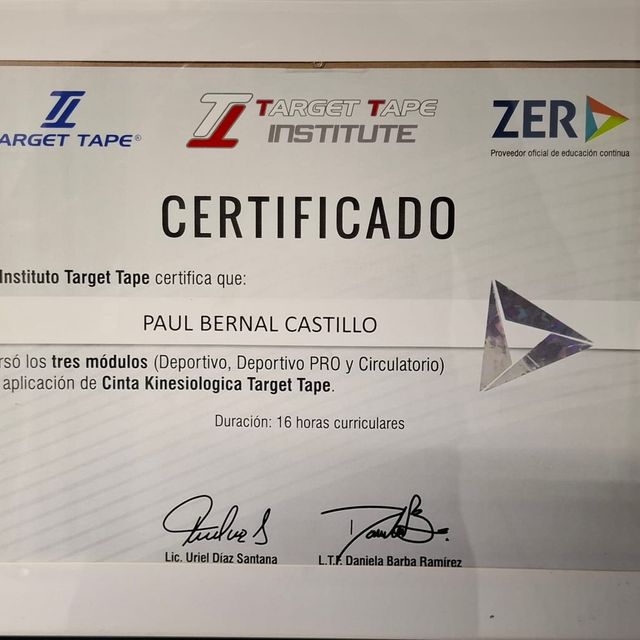 TARGET TAPE®
TARGET TAPE
INSTITUTE
ZERO
Proveedor oficial de educación continua
CERTIFICADO
Instituto Target Tape certifica que:
PAUL BERNAL CASTILLO
rsó los tres módulos (Deportivo, Deportivo PRO y Circulatorio)
aplicación de Cinta Kinesiologica Target Tape.
Duración: 16 horas curriculares
Lic. Uriel Díaz Santana
L.T.F. Daniela Barba Ramírez